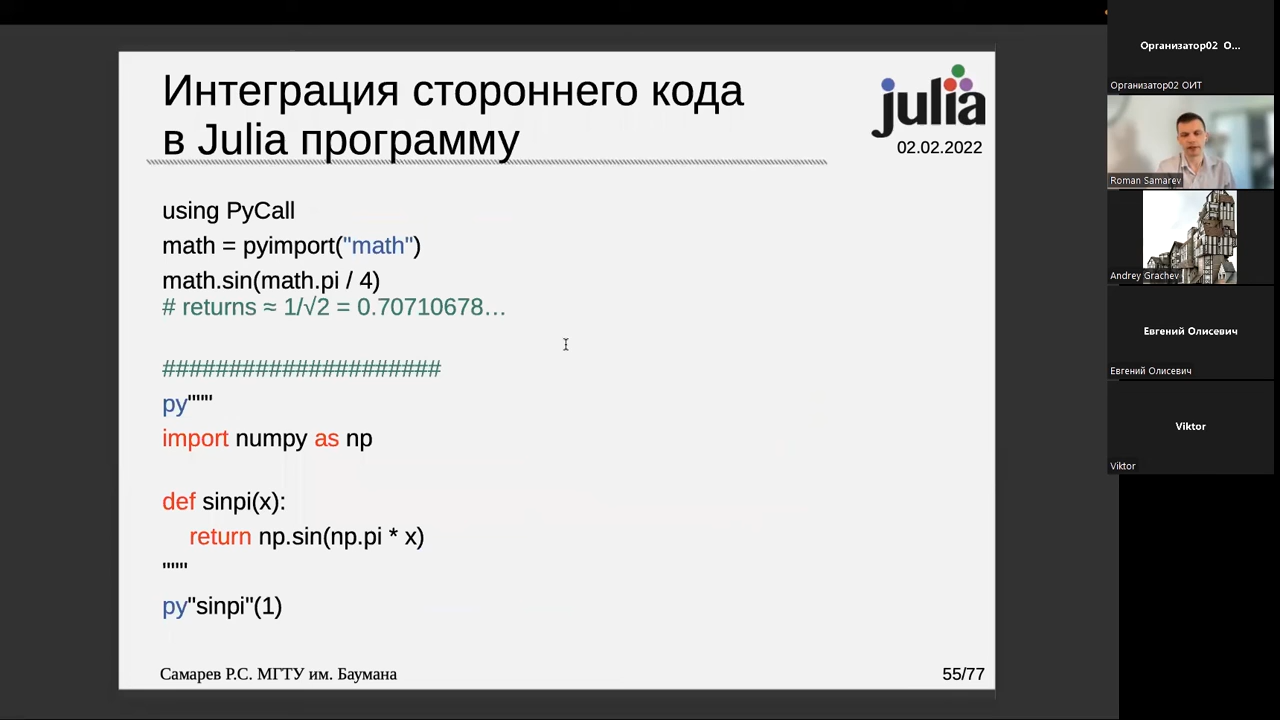 Интеграция стороннего кода
в Julia программу
julia
02.02.2022
using PyCall
math = pyimport("math")
math.sin(math.pi / 4)
# returns ≈ 1/√2 = 0.70710678…
#####################
py"""
import numpy as np
def sinpi(x):
return np.sin(np.pi * x)
"""
py"sinpi"(1)
Самарев Р.С. МГТУ им. Баумана
55/77
Организатор02 О...
Организатор02 ОИТ
Roman Samarev
Andrey Grachev
Евгений Олисевич
Евгений Олисевич
Viktor
Viktor